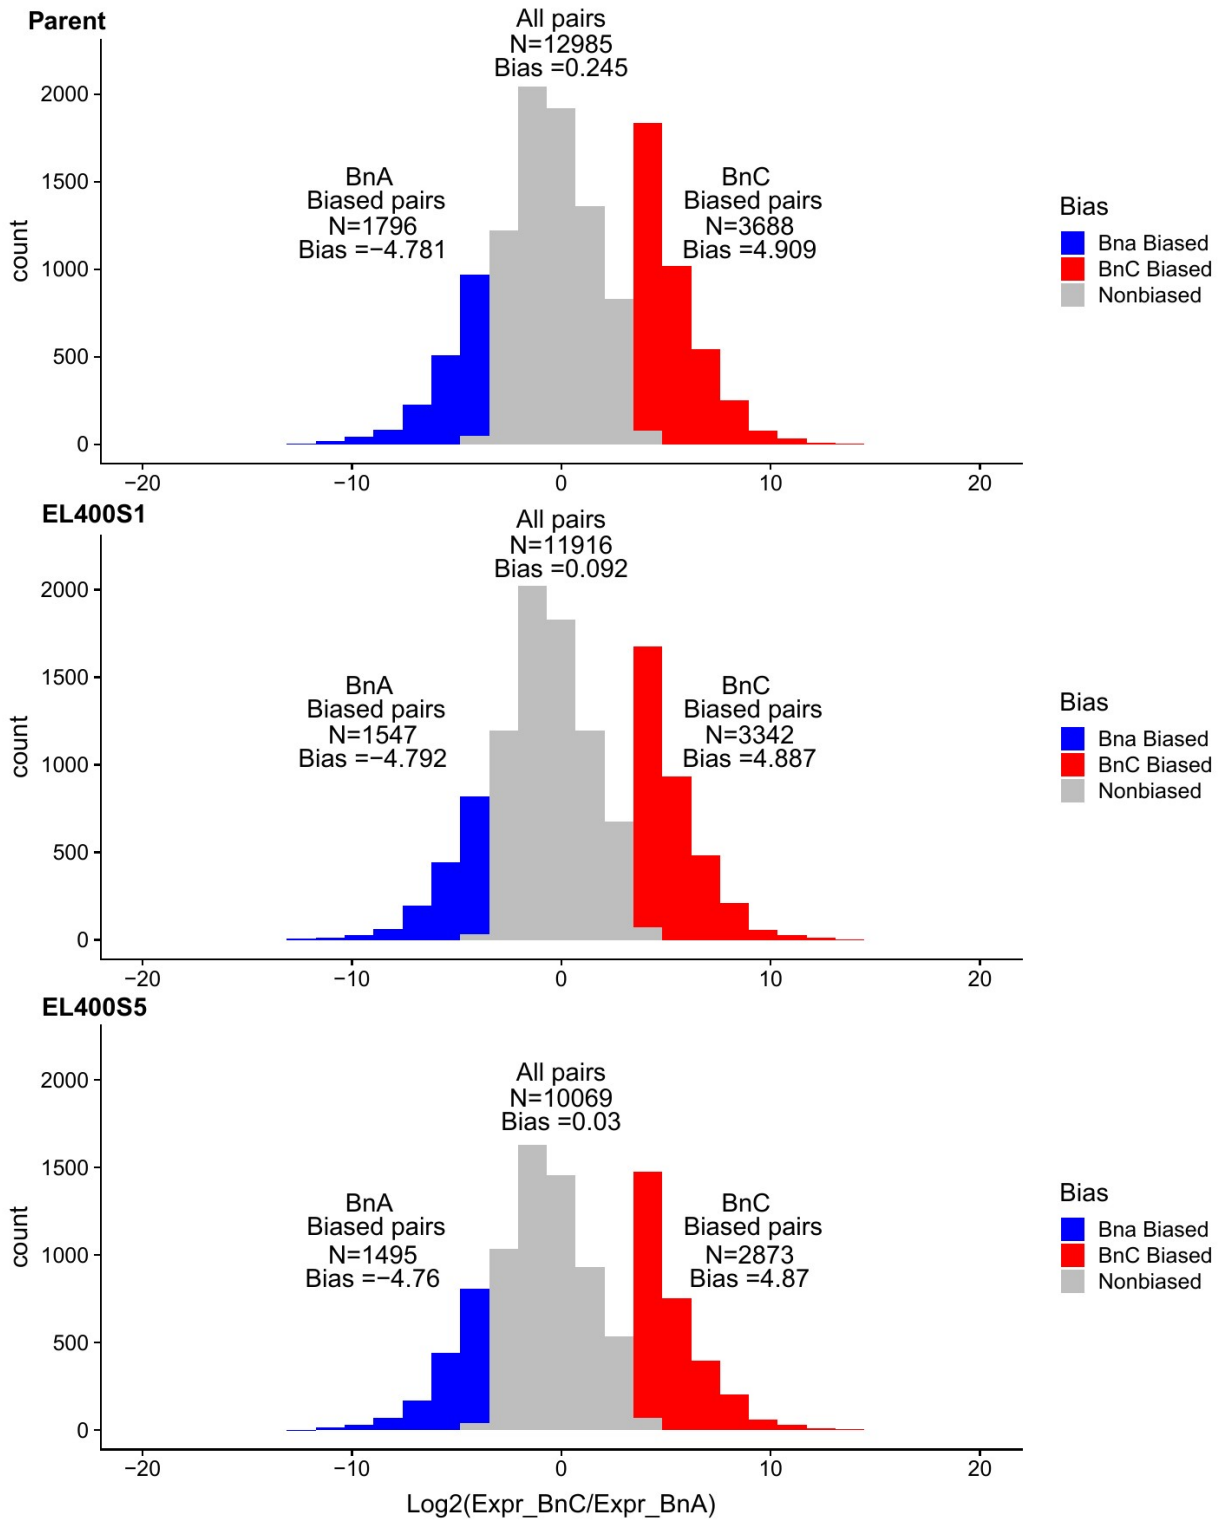 Parent
All pairs
N=12985
Bias =0.245
BnA
Biased pairs
N=1796
Bias =−4.781
BnC
Biased pairs
N=3688
Bias =4.909
count
2000
1500
1000
500
0
−20
−10
0
10
20
Bias
Bna Biased
BnC Biased
Nonbiased
EL400S1
All pairs
N=11916
Bias =0.092
BnA
Biased pairs
N=1547
Bias =−4.792
BnC
Biased pairs
N=3342
Bias =4.887
count
2000
1500
1000
500
0
−20
−10
0
10
20
Bias
Bna Biased
BnC Biased
Nonbiased
EL400S5
All pairs
N=10069
Bias =0.03
BnA
Biased pairs
N=1495
Bias =−4.76
BnC
Biased pairs
N=2873
Bias =4.87
count
2000
1500
1000
500
0
−20
−10
0
10
20
Bias
Bna Biased
BnC Biased
Nonbiased
Log2(Expr_BnC/Expr_BnA)